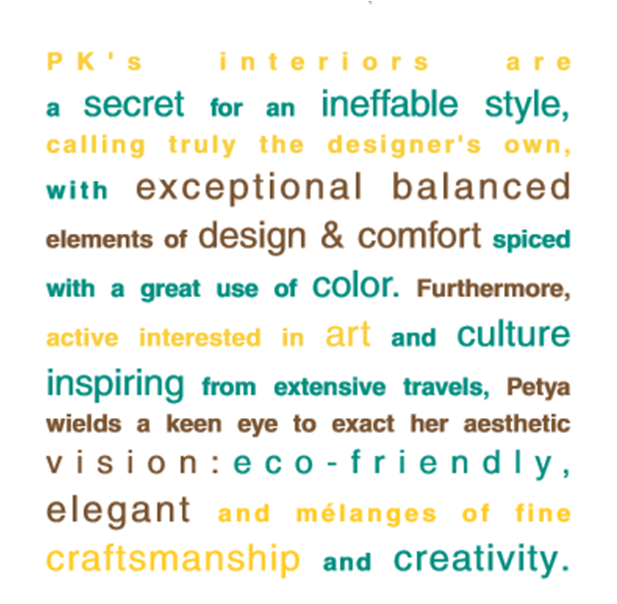 PK's interiors are
a secret for an ineffable style,
calling truly the designer's own,
with exceptional balanced
elements of design & comfort spiced
with a great use of color. Furthermore,
active interested in art and culture
inspiring from extensive travels, Petya
wields a keen eye to exact her aesthetic
vision:eco-friendly,
elegant and mélanges of fine
craftsmanship and creativity.